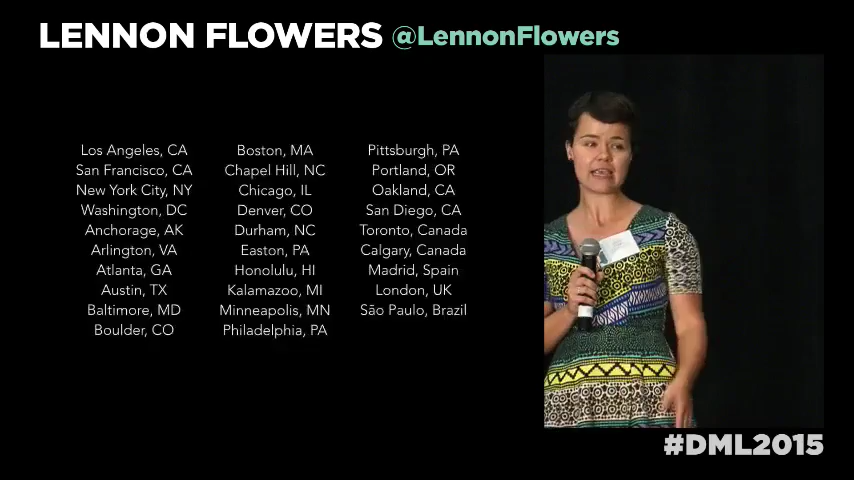 LENNON FLOWERS @LennonFlowers
Los Angeles, CA
San Francisco, CA
New York City, NY
Washington, DC
Anchorage, AK
Arlington, VA
Atlanta, GA
Austin, TX
Baltimore, MD
Boulder, CO
Boston, MA
Chapel Hill, NC
Chicago, IL
Denver, CO
Durham, NC
Easton, PA
Honolulu, HI
Kalamazoo, MI
Minneapolis, MN
Philadelphia, PA
Pittsburgh, PA
Portland, OR
Oakland, CA
San Diego, CA
Toronto, Canada
Calgary, Canada
Madrid, Spain
London, UK
São Paulo, Brazil
#DML2015